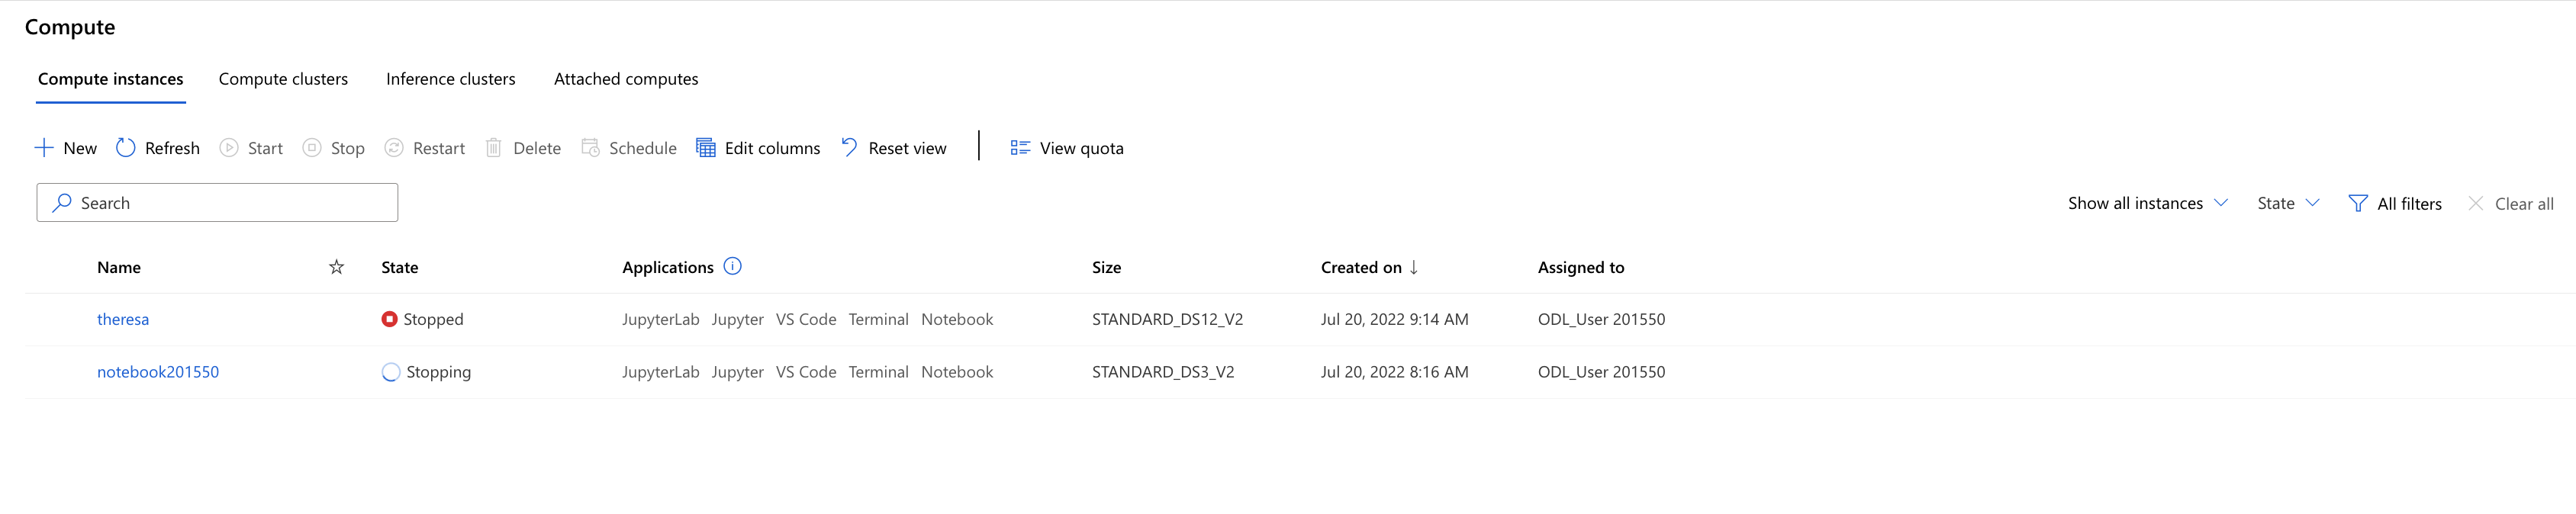 Compute
Compute instances Compute clusters Inference clusters Attached computes
New Refresh Start Stop Restart Delete Schedule Edit columns Reset view View quota
Search Show all instances State All filters Clear all
Name State Applications Size Created on Assigned to
theresa Stopped JupyterLab Jupyter VS Code Terminal Notebook STANDARD_DS12_V2 Jul 20, 2022 9:14 AM ODL_User 201550
notebook201550 Stopping JupyterLab Jupyter VS Code Terminal Notebook STANDARD_DS3_V2 Jul 20, 2022 8:16 AM ODL_User 201550